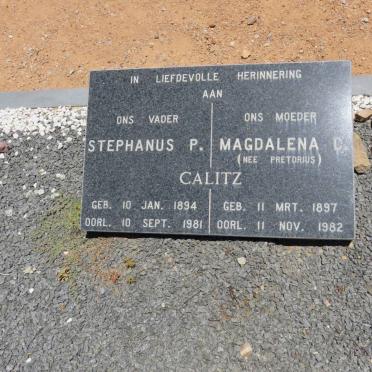 IN LIEFDEVOLLE HERINNERING
AAN
ONS VADER ONS MOEDER
STEPHANUS P. MAGDALENA C.
(NEE PRETORIUS)
CALITZ
GEB. 10 JAN. 1894 GEB. 11 MRT. 1897
OORL. 10 SEPT. 1981 OORL. 11 NOV. 1982